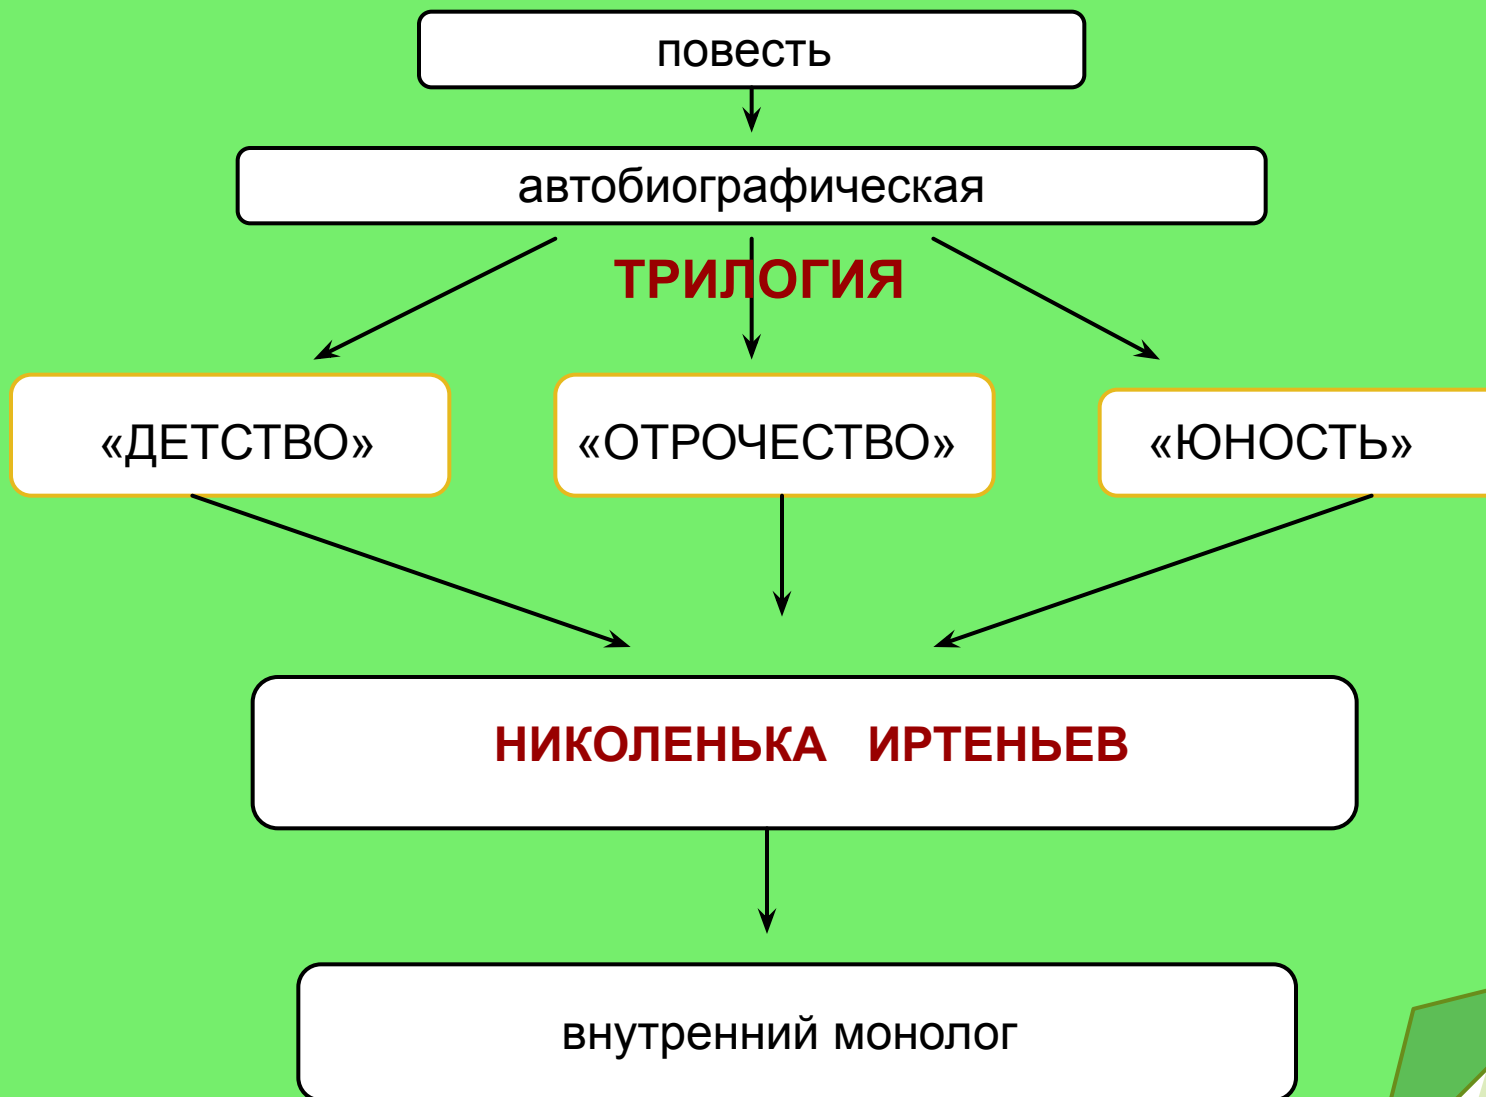 повесть
автобиографическая
ТРИЛОГИЯ
«ДЕТСТВО»
«ОТРОЧЕСТВО»
«ЮНОСТЬ»
НИКОЛЕНЬКА ИРТЕНЬЕВ
внутренний монолог